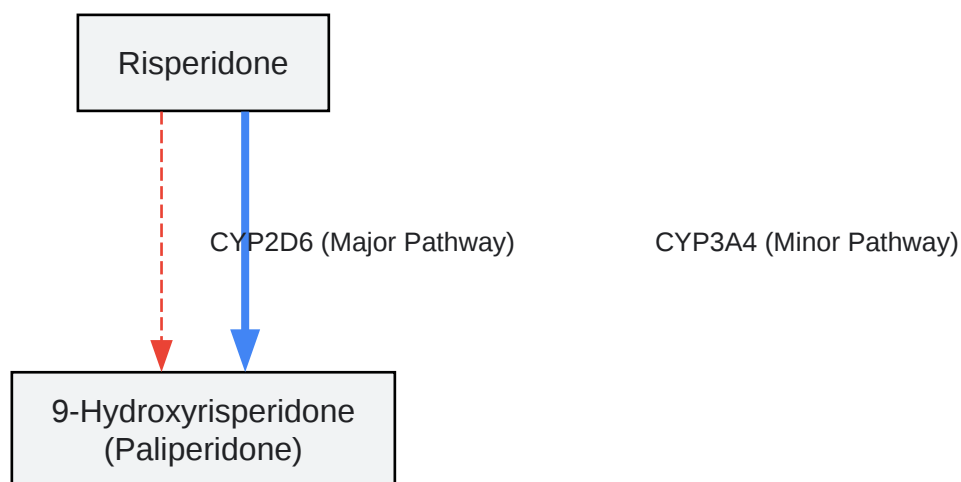 Risperidone
CYP2D6 (Major Pathway)
CYP3A4 (Minor Pathway)
9-Hydroxyrisperidone
(Paliperidone)